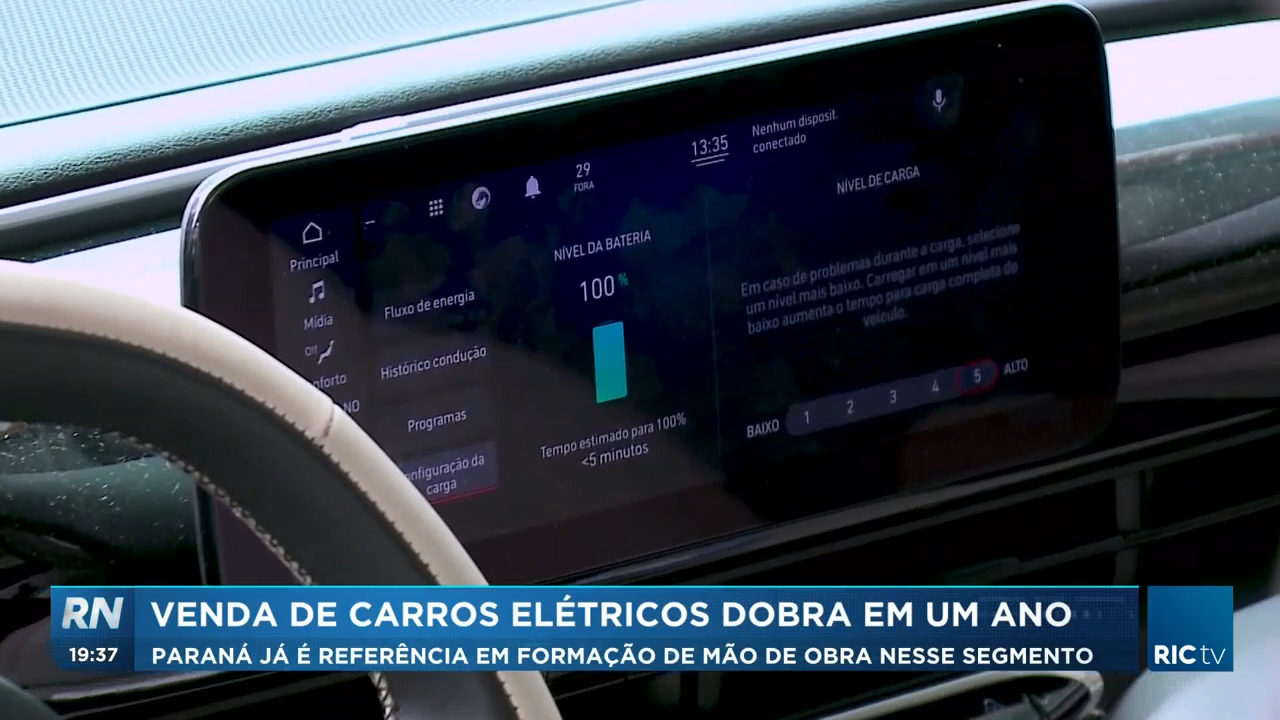 29
FORA
13:35
Nenhum disposit.
conectado
Principal
Mídia
Off
nforto
NO
Fluxo de energia
Histórico condução
Programas
onfiguração da
carga
NÍVEL DA BATERIA
100 %
Tempo estimado para 100%
<5 minutos
NÍVEL DE CARGA
Em caso de problemas durante a carga, selecione
um nível mais baixo. Carregar em um nível mais
baixo aumenta o tempo para carga completa do
veículo.
BAIXO 1 2 3 4 5 ALTO
RN VENDA DE CARROS ELÉTRICOS DOBRA EM UM ANO
19:37 PARANÁ JÁ É REFERÊNCIA EM FORMAÇÃO DE MÃO DE OBRA NESSE SEGMENTO
RIC tv